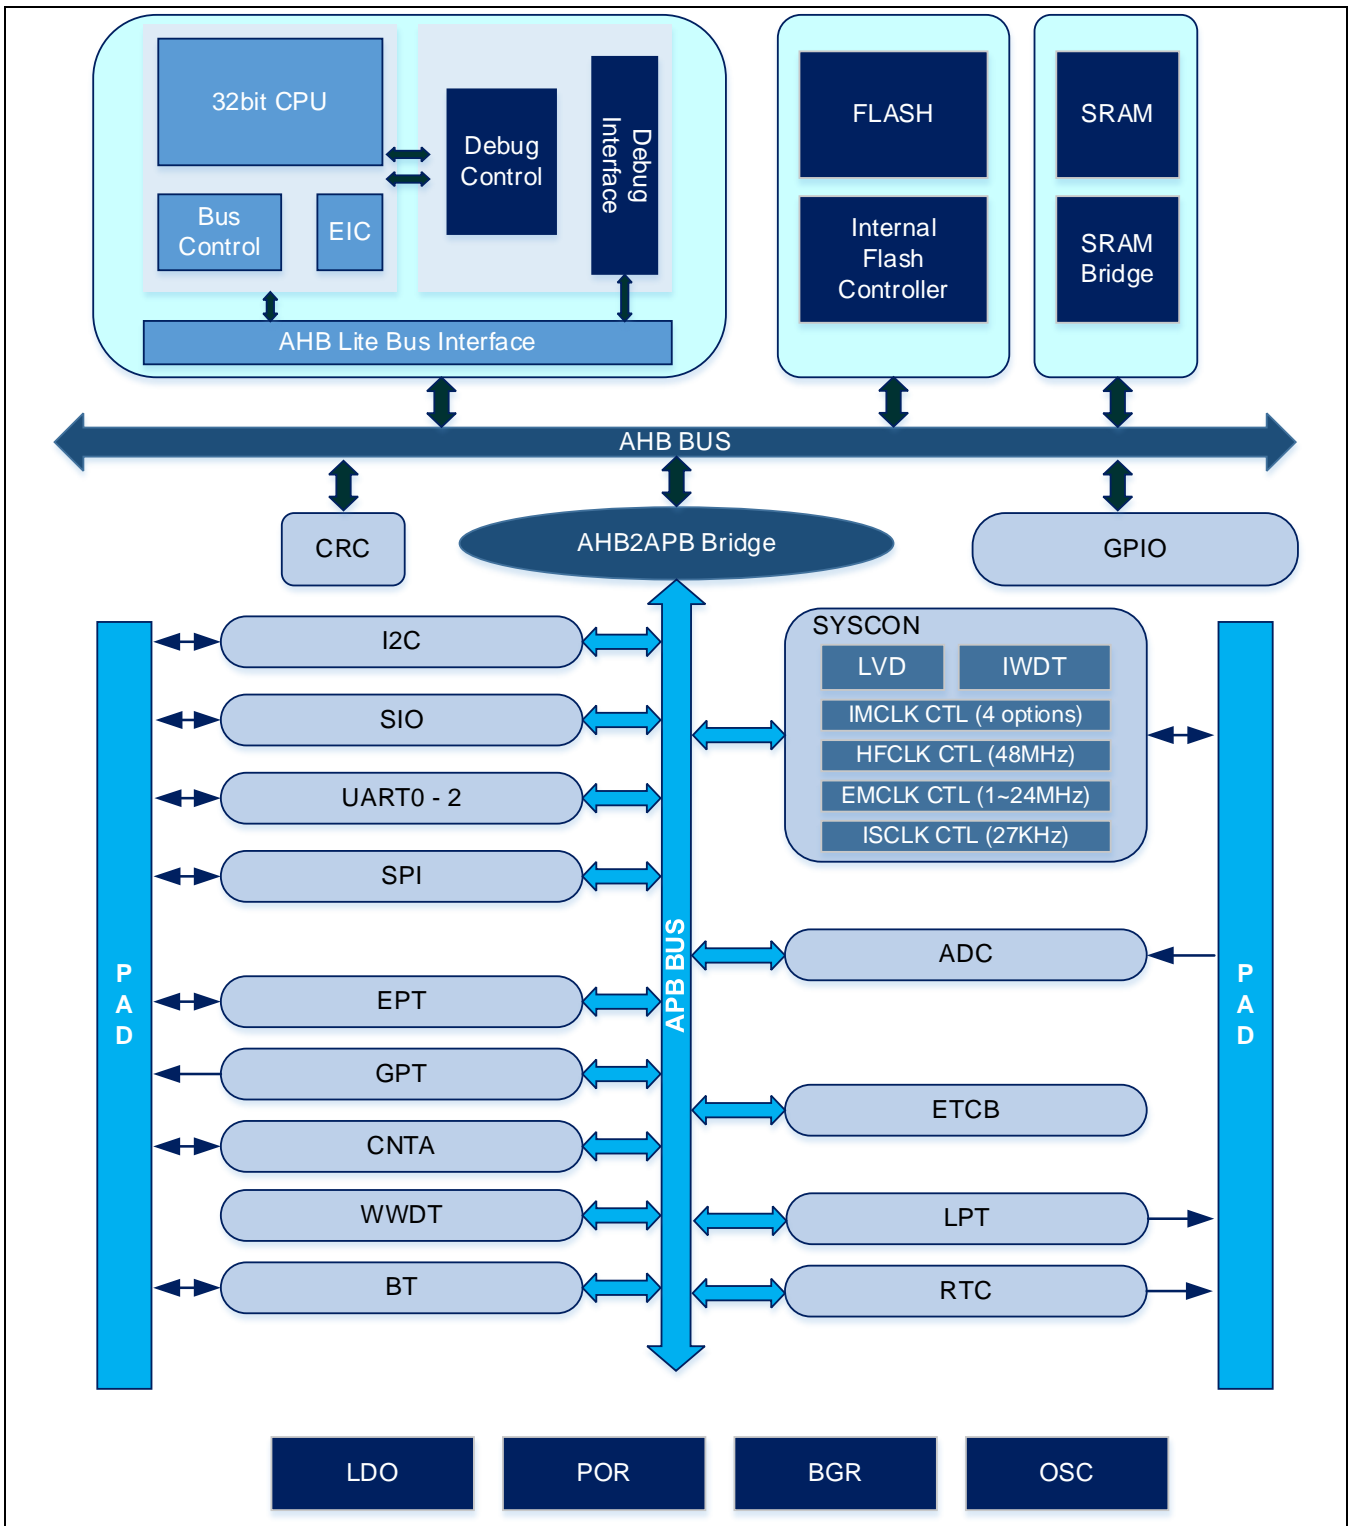 32bit CPU
Bus
Control
EIC
Debug
Control
Debug
Interface
AHB Lite Bus Interface
FLASH
Internal
Flash
Controller
SRAM
SRAM
Bridge
AHB BUS
CRC
AHB2APB Bridge
GPIO
I2C
SIO
UART0 - 2
SPI
EPT
GPT
CNTA
WWDT
BT
P
A
D
APB BUS
SYSCON
LVD
IWDT
IMCLK CTL (4 options)
HFCLK CTL (48MHz)
EMCLK CTL (1~24MHz)
ISCLK CTL (27KHz)
ADC
ETCB
LPT
RTC
P
A
D
LDO
POR
BGR
OSC